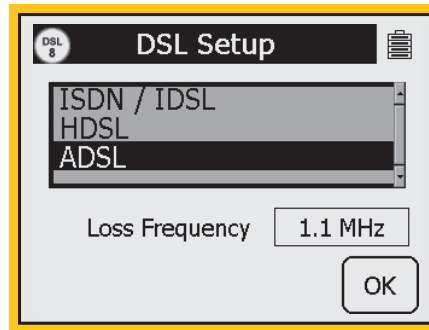 DSL
8
DSL Setup
ISDN / IDSL
HDSL
ADSL
Loss Frequency 1.1 MHz
OK